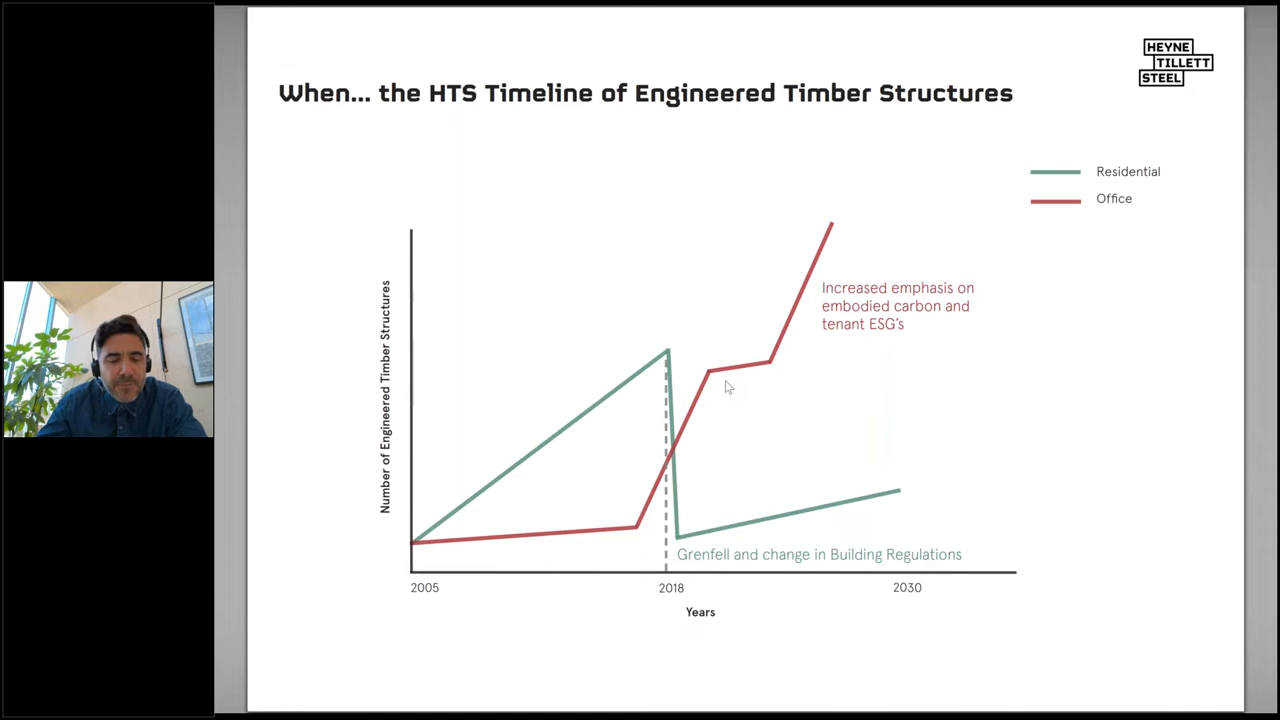 HEYNE
TILLETT
STEEL
When... the HTS Timeline of Engineered Timber Structures
Residential
Office
Number of Engineered Timber Structures
Increased emphasis on
embodied carbon and
tenant ESG's
Grenfell and change in Building Regulations
2005
2018
2030
Years